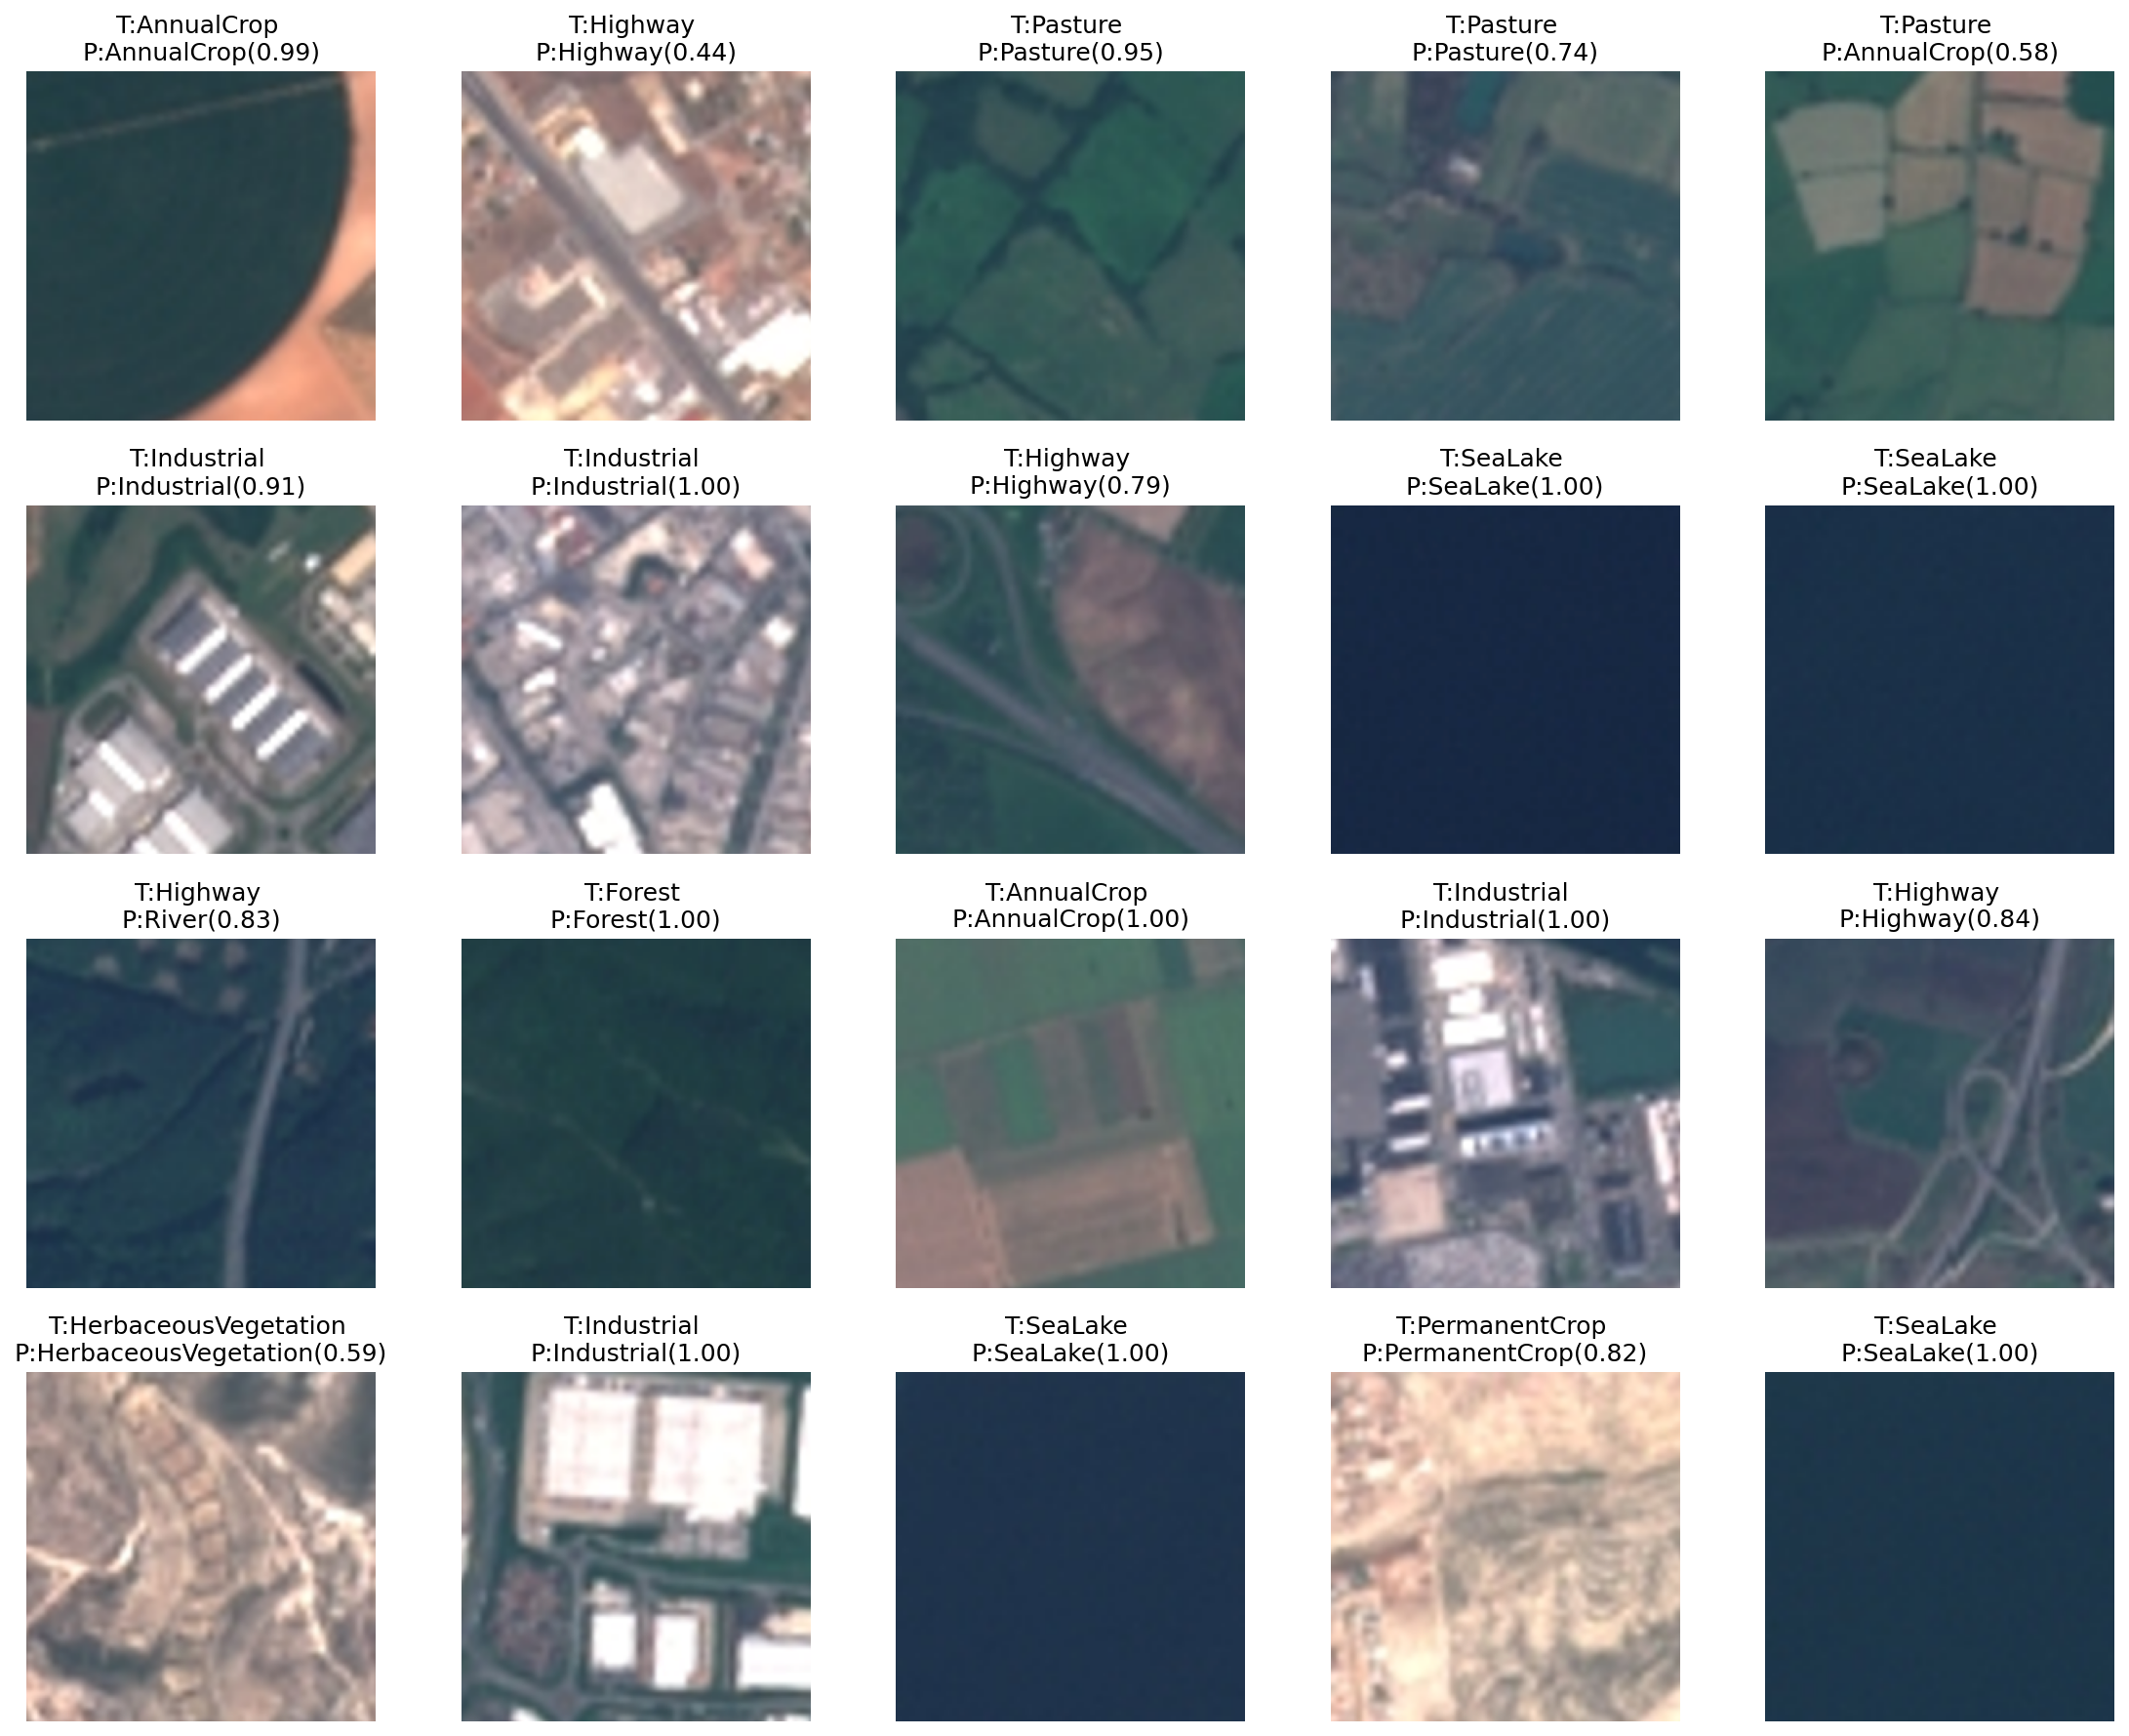 T:AnnualCrop
P:AnnualCrop(0.99)
T:Highway
P:Highway(0.44)
T:Pasture
P:Pasture(0.95)
T:Pasture
P:Pasture(0.74)
T:Pasture
P:AnnualCrop(0.58)
T:Industrial
P:Industrial(0.91)
T:Industrial
P:Industrial(1.00)
T:Highway
P:Highway(0.79)
T:SeaLake
P:SeaLake(1.00)
T:SeaLake
P:SeaLake(1.00)
T:Highway
P:River(0.83)
T:Forest
P:Forest(1.00)
T:AnnualCrop
P:AnnualCrop(1.00)
T:Industrial
P:Industrial(1.00)
T:Highway
P:Highway(0.84)
T:HerbaceousVegetation
P:HerbaceousVegetation(0.59)
T:Industrial
P:Industrial(1.00)
T:SeaLake
P:SeaLake(1.00)
T:PermanentCrop
P:PermanentCrop(0.82)
T:SeaLake
P:SeaLake(1.00)